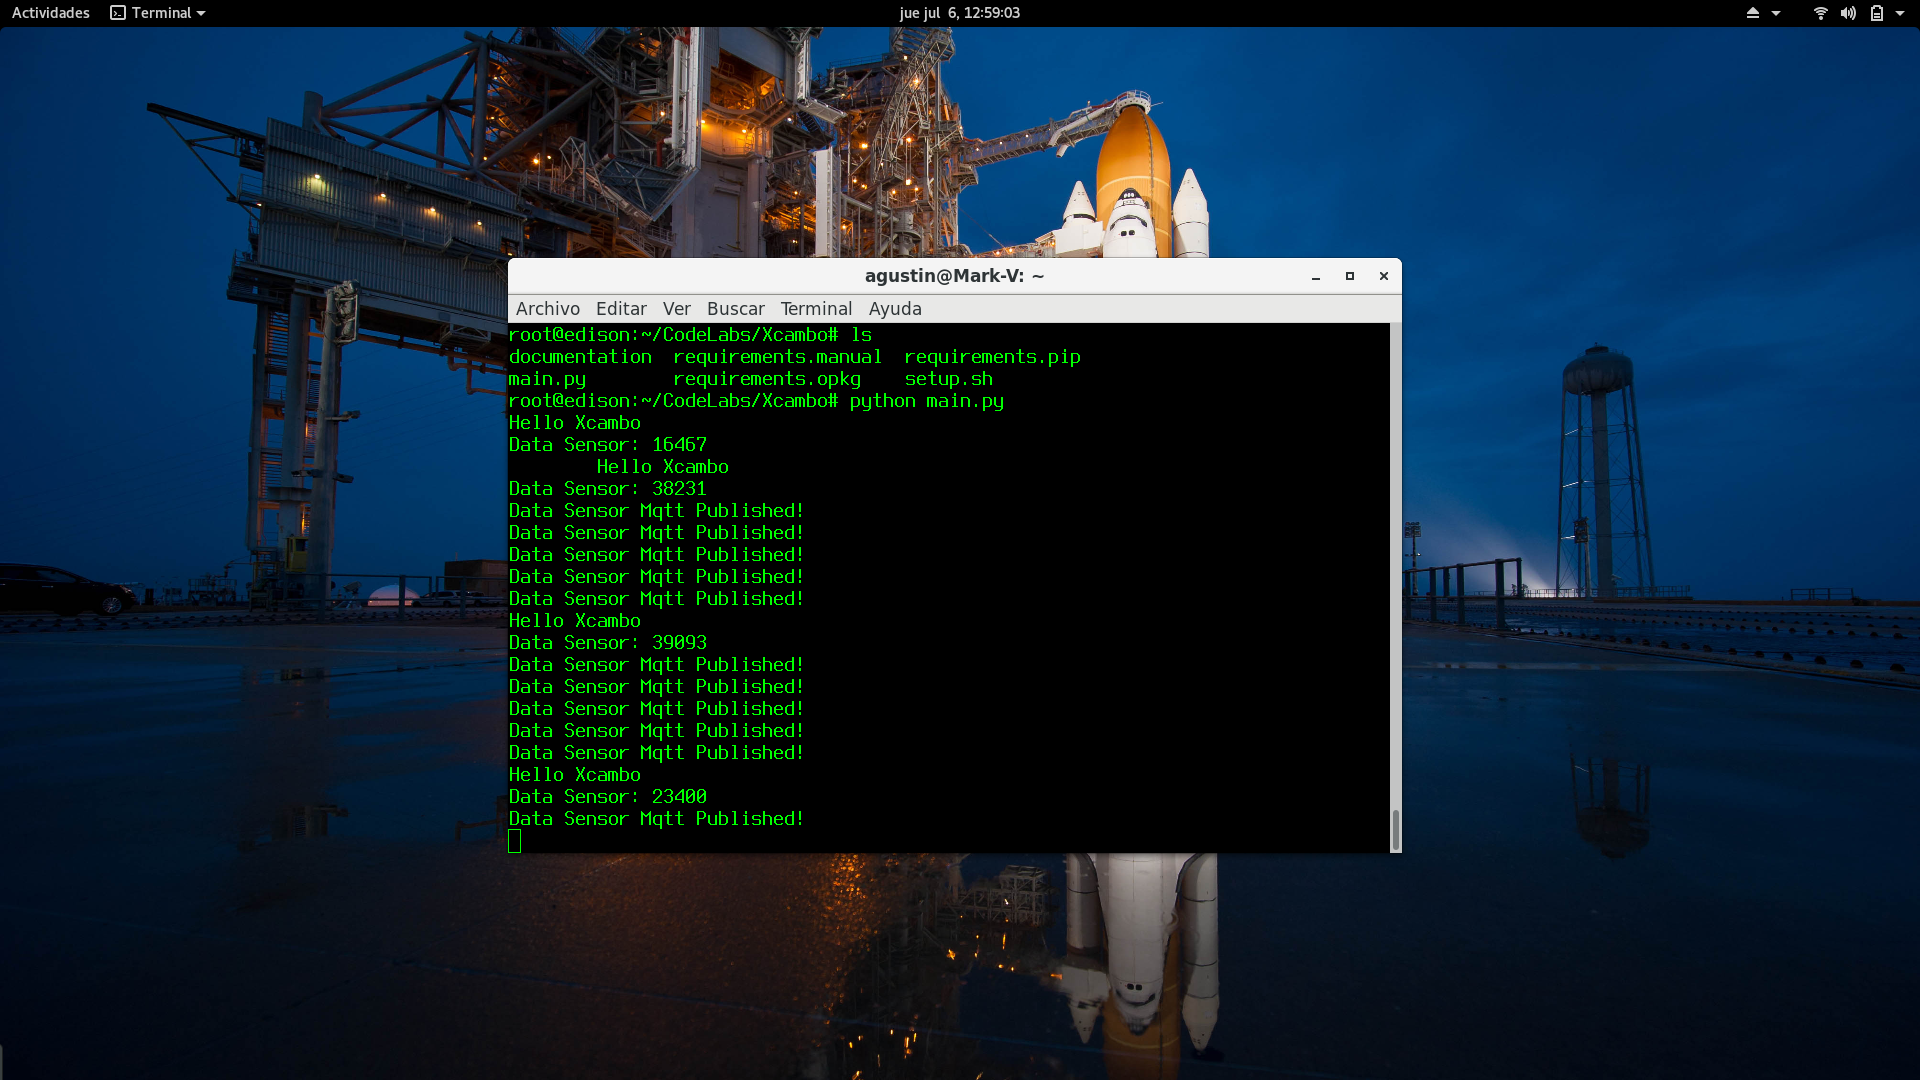 Actividades Terminal jue jul 6, 12:59:03
agustin@Mark-V: ~
Archivo Editar Ver Buscar Terminal Ayuda
root@edison:~/CodeLabs/Xcambo# ls
documentation requirements.manual requirements.pip
main.py requirements.opkg setup.sh
root@edison:~/CodeLabs/Xcambo# python main.py
Hello Xcambo
Data Sensor: 16467
Hello Xcambo
Data Sensor: 38231
Data Sensor Mqtt Published!
Data Sensor Mqtt Published!
Data Sensor Mqtt Published!
Data Sensor Mqtt Published!
Data Sensor Mqtt Published!
Hello Xcambo
Data Sensor: 39093
Data Sensor Mqtt Published!
Data Sensor Mqtt Published!
Data Sensor Mqtt Published!
Data Sensor Mqtt Published!
Data Sensor Mqtt Published!
Hello Xcambo
Data Sensor: 23400
Data Sensor Mqtt Published!